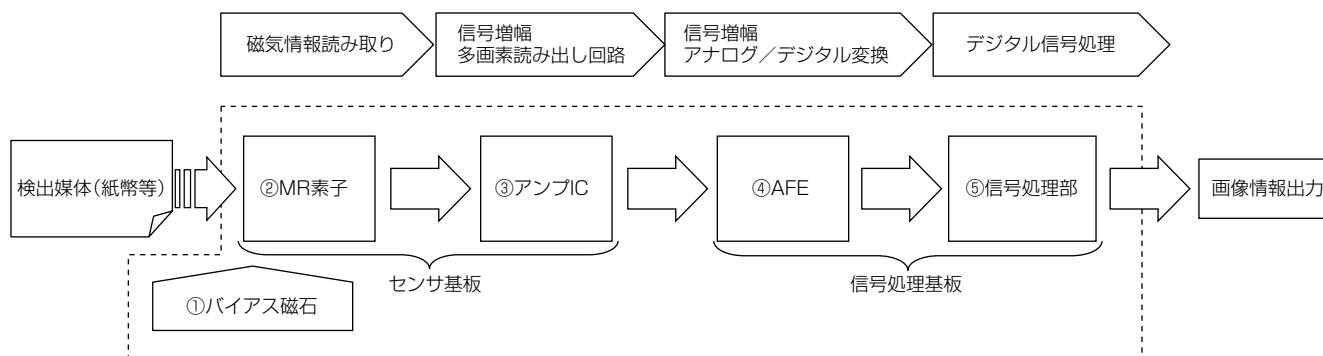 磁気情報読み取り
信号増幅
多画素読み出し回路
信号増幅
アナログ/デジタル変換
デジタル信号処理
検出媒体(紙幣等)
②MR素子
③アンプIC
④AFE
⑤信号処理部
画像情報出力
①バイアス磁石
センサ基板
信号処理基板